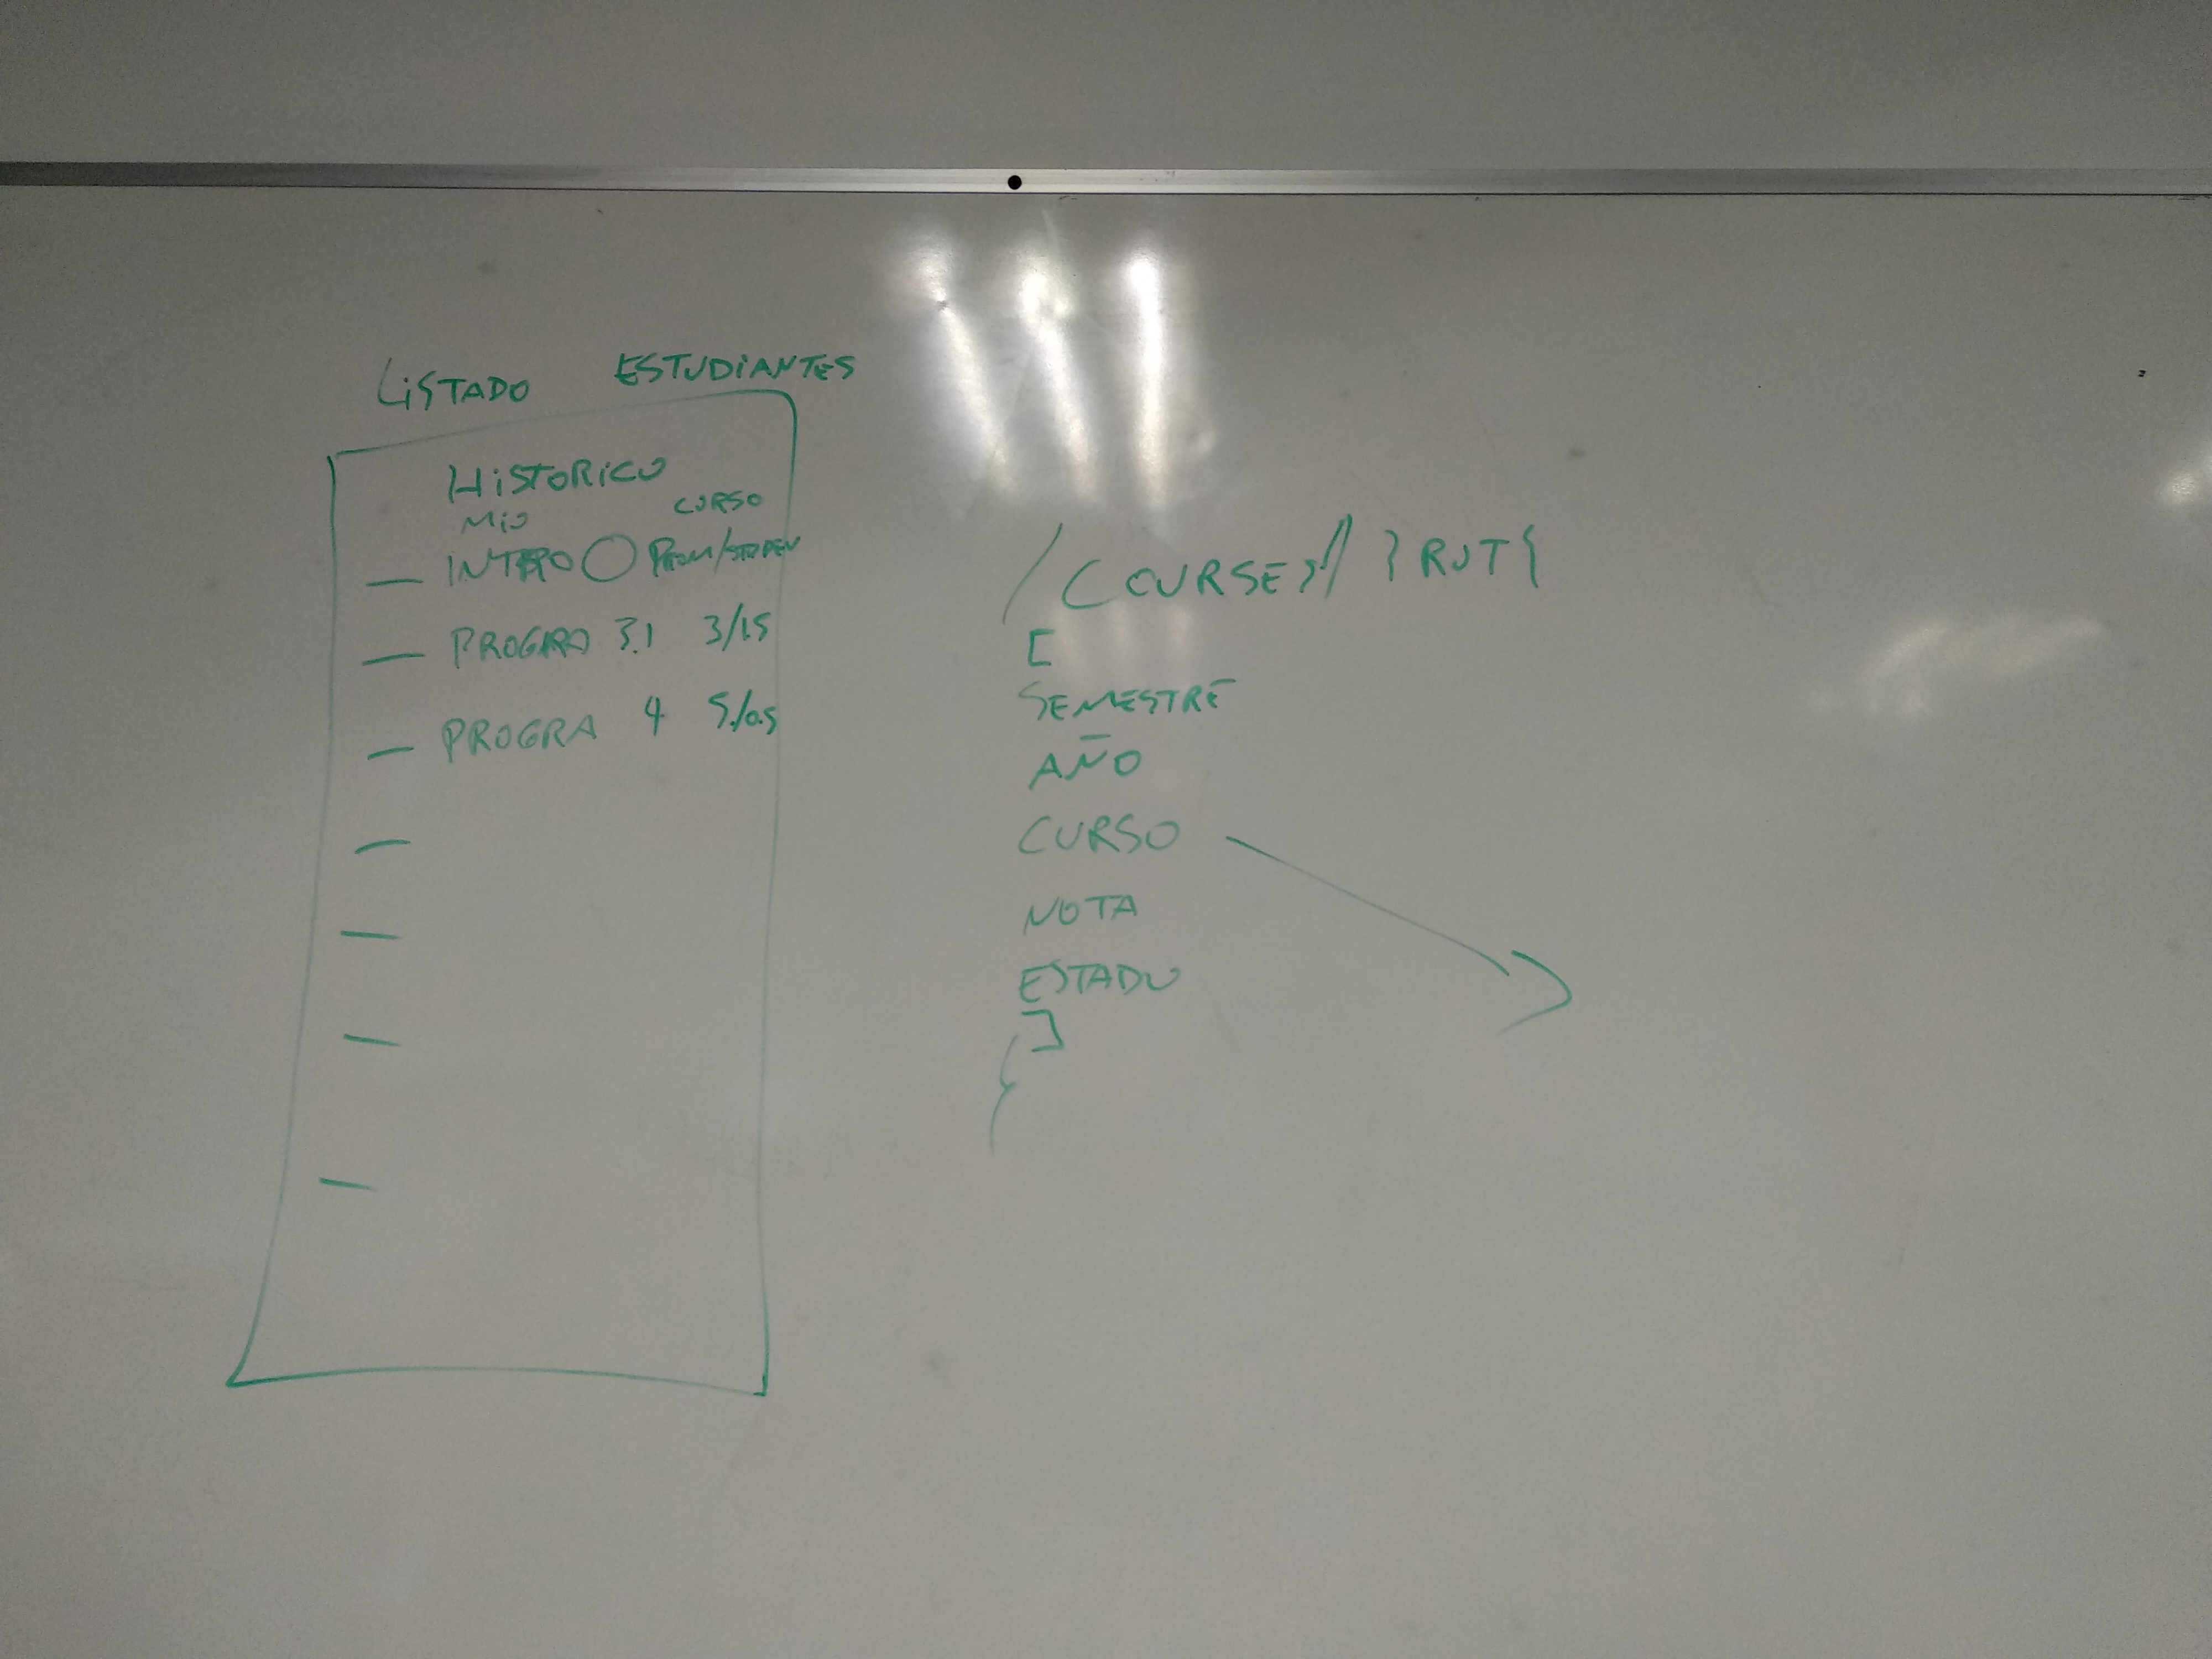 LISTADO ESTUDIANTES
HISTORICO
MIO CURSO
INTRO PROM/STDDEV
PROGRA 3.1 3/1.5
PROGRA 4 5./0.5
/COURSES/ }RUT{
[
SEMESTRE
AÑO
CURSO
NOTA
ESTADO
]